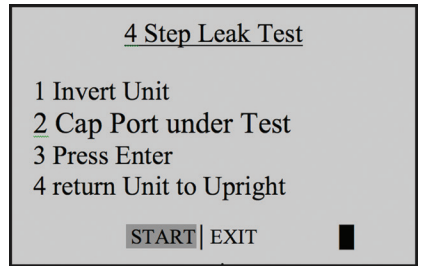 4 Step Leak Test
1 Invert Unit
2 Cap Port under Test
3 Press Enter
4 return Unit to Upright
START| EXIT